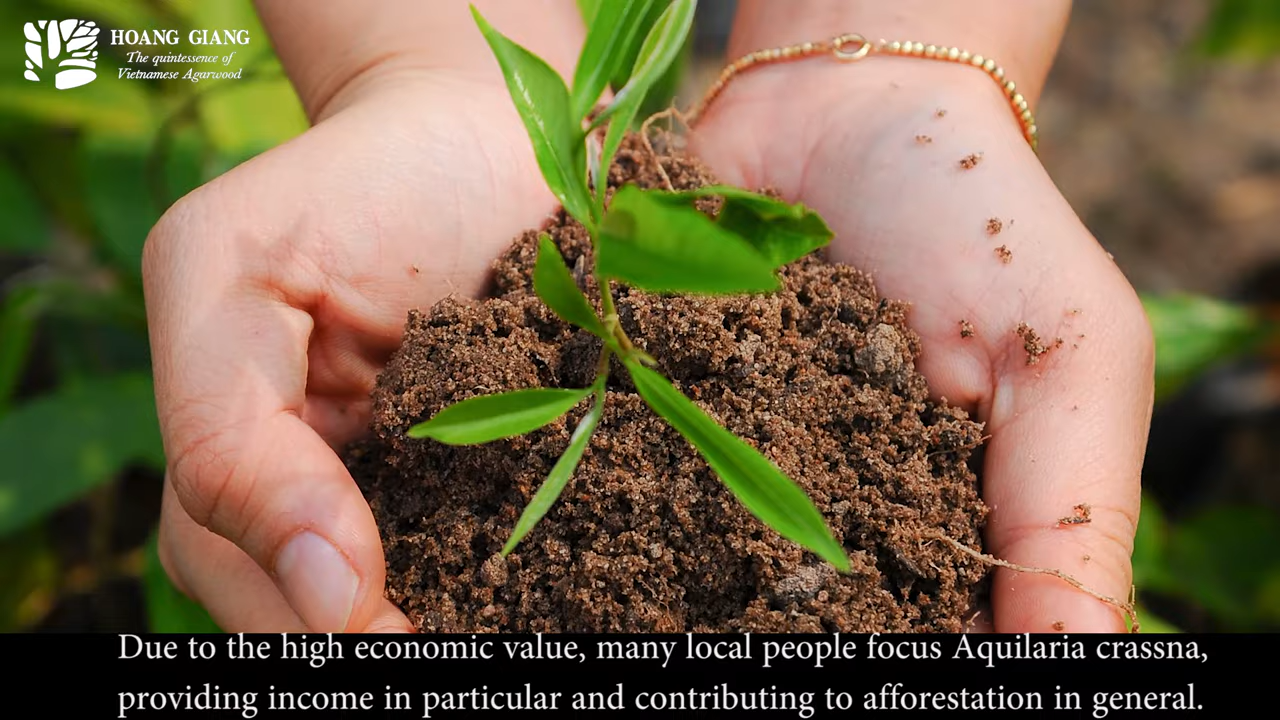 HOANG GIANG
The quintessence of
Vietnamese Agarwood
Due to the high economic value, many local people focus Aquilaria crassna,
providing income in particular and contributing to afforestation in general.